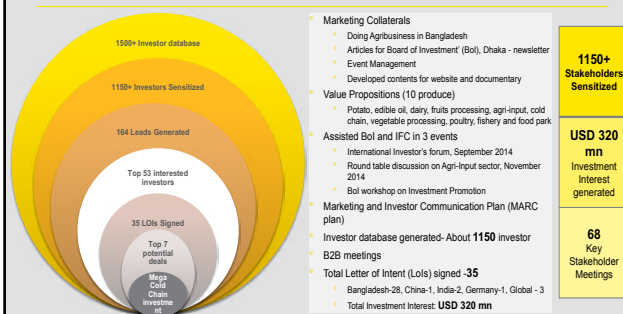 1500+ Investor database
1150+ Investors Sensitized
164 Leads Generated
Top 53 interested
investors
35 LOIs Signed
Top 7
potential
deals
Mega
Cold
Chain
investme
nt
Marketing Collaterals
Doing Agribusiness in Bangladesh
Articles for Board of Investment' (BoI), Dhaka - newsletter
Event Management
Developed contents for website and documentary
Value Propositions (10 produce)
Potato, edible oil, dairy, fruits processing, agri-input, cold
chain, vegetable processing, poultry, fishery and food park
Assisted BoI and IFC in 3 events
International Investor's forum, September 2014
Round table discussion on Agri-Input sector, November
2014
BoI workshop on Investment Promotion
Marketing and Investor Communication Plan (MARC
plan)
Investor database generated- About 1150 investor
B2B meetings
Total Letter of Intent (LoIs) signed -35
Bangladesh-28, China-1, India-2, Germany-1, Global - 3
Total Investment Interest: USD 320 mn
1150+
Stakeholders
Sensitized
USD 320
mn
Investment
Interest
generated
68
Key
Stakeholder
Meetings